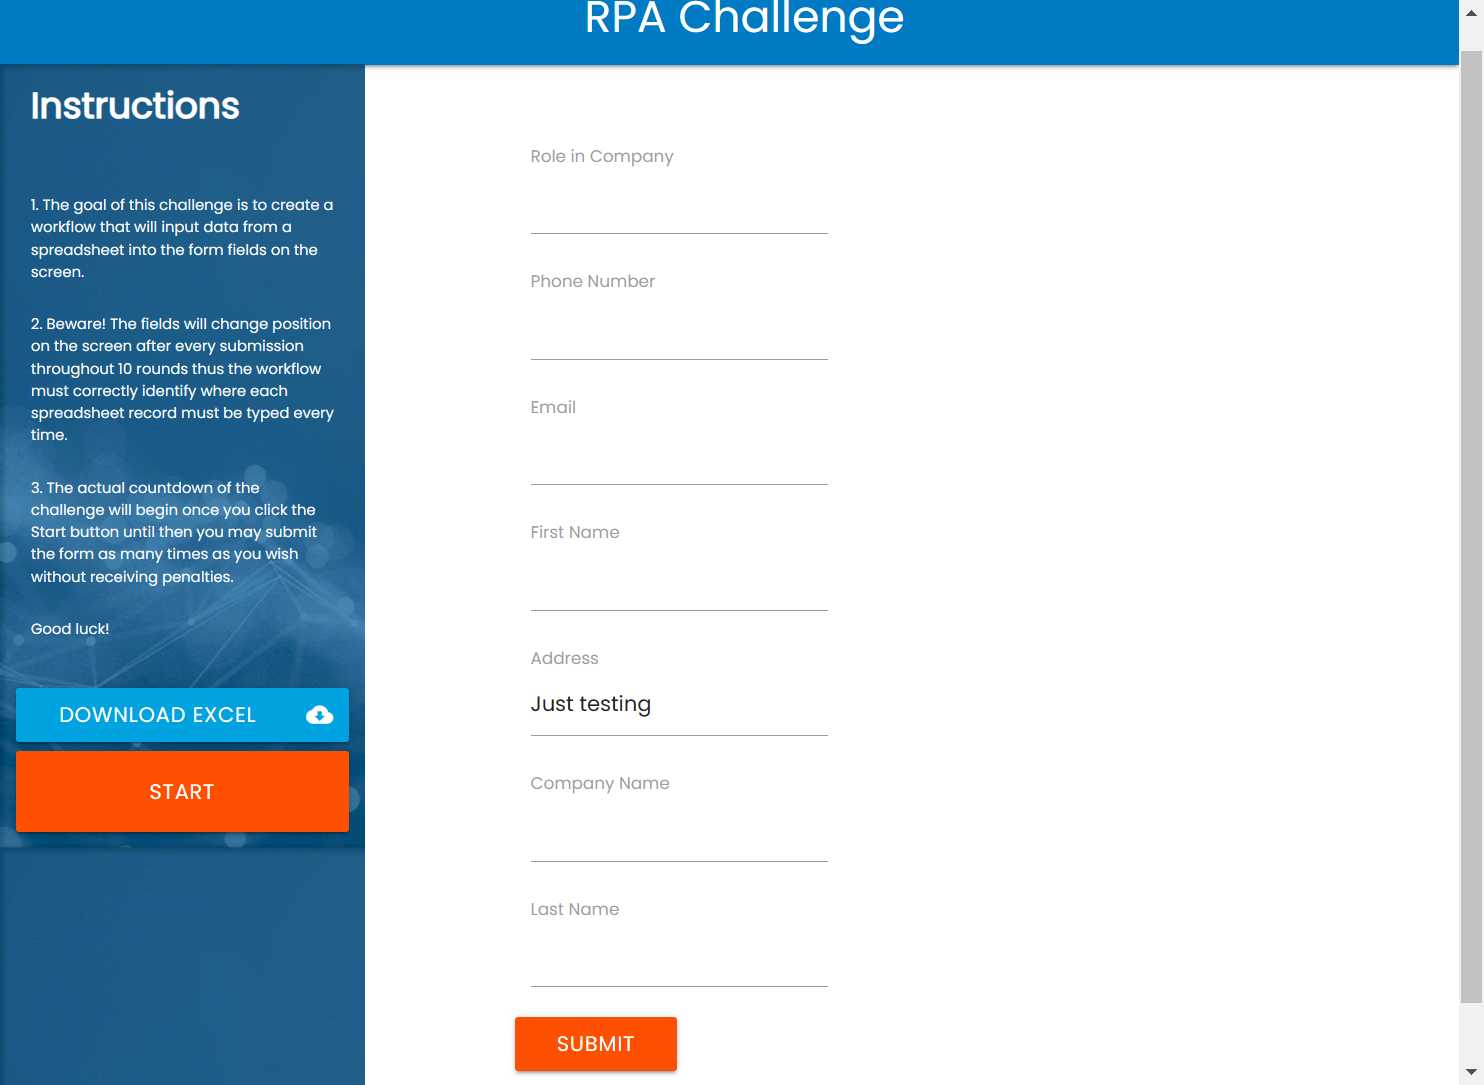 RPA Challenge
Instructions
1. The goal of this challenge is to create a
workflow that will input data from a
spreadsheet into the form fields on the
screen.
2. Beware! The fields will change position
on the screen after every submission
throughout 10 rounds thus the workflow
must correctly identify where each
spreadsheet record must be typed every
time.
3. The actual countdown of the
challenge will begin once you click the
Start button until then you may submit
the form as many times as you wish
without receiving penalties.
Good luck!
DOWNLOAD EXCEL
START
Role in Company
Phone Number
Email
First Name
Address
Just testing
Company Name
Last Name
SUBMIT